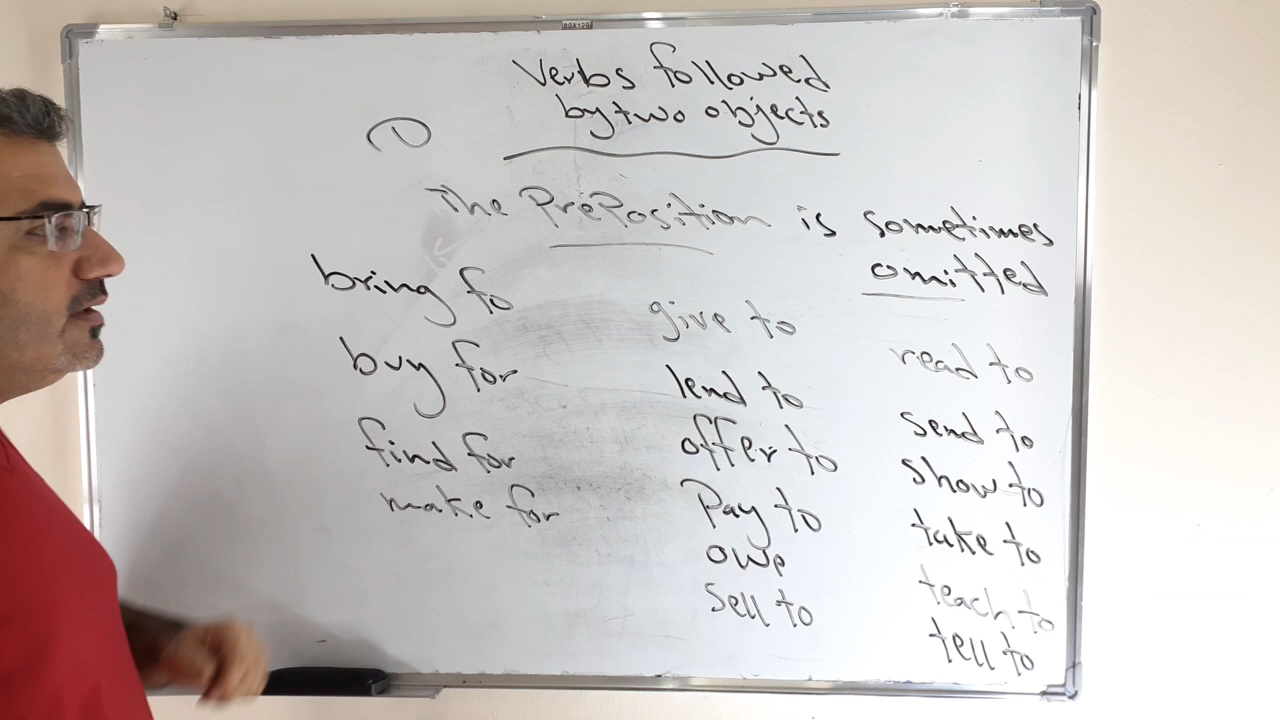 80X120
Verbs followed
by two objects
①
The PrePosition is sometimes
omitted
bring to
buy for
find for
make for
give to
lend to
offer to
Pay to
owe
Sell to
read to
send to
show to
take to
teach to
tell to